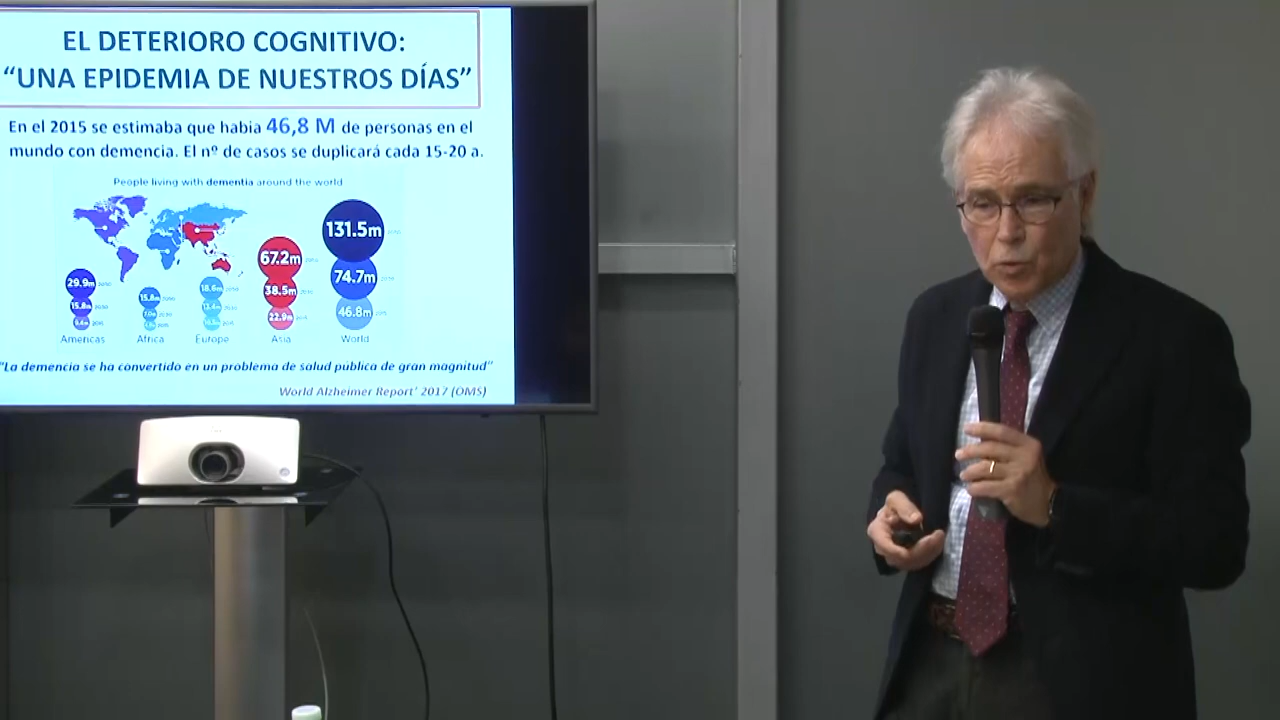 EL DETERIORO COGNITIVO:
“UNA EPIDEMIA DE NUESTROS DÍAS”
En el 2015 se estimaba que habia 46,8 M de personas en el
mundo con demencia. El nº de casos se duplicará cada 15-20 a.
People living with dementia around the world
131.5m
67.2m
74.7m
29.9m
18.6m
38.5m
15.8m
15.8m
46.8m
22.9m
Americas Africa Europe Asia World
“La demencia se ha convertido en un problema de salud pública de gran magnitud”
World Alzheimer Report’ 2017 (OMS)